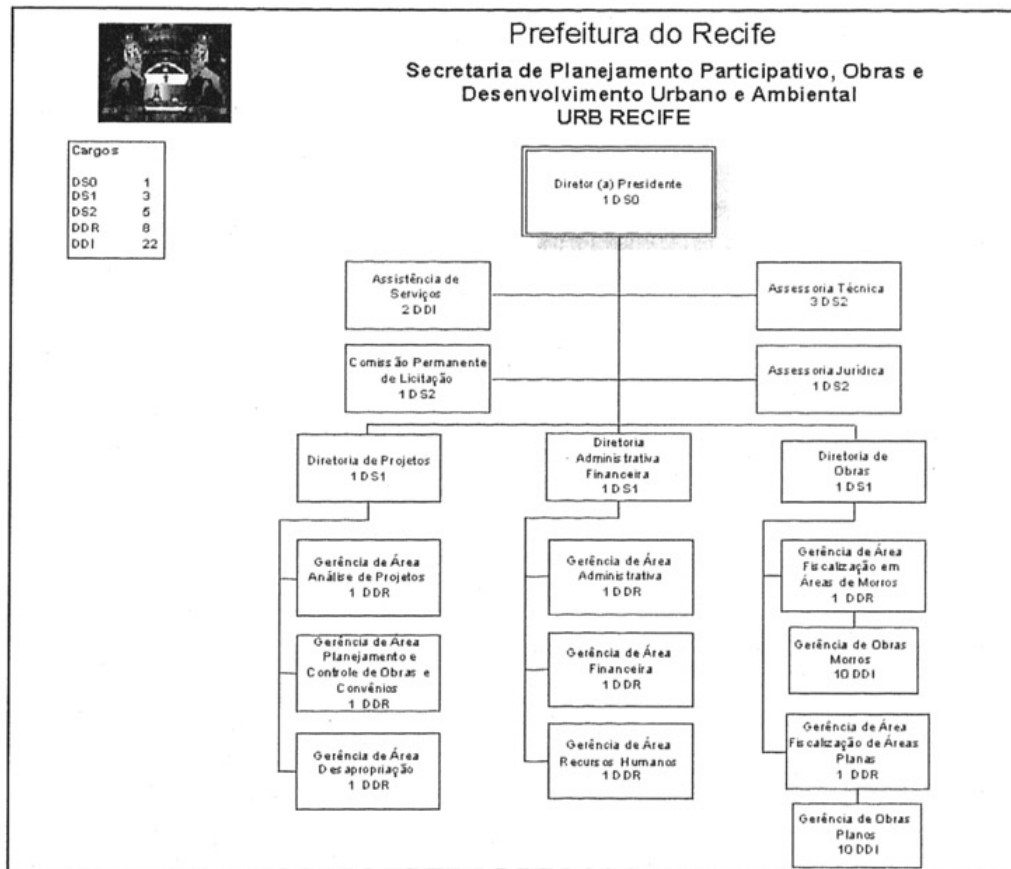 Prefeitura do Recife
Secretaria de Planejamento Participativo, Obras e
Desenvolvimento Urbano e Ambiental
URB RECIFE
Cargos
DS0 1
DS1 3
DS2 5
DDR 8
DDI 22
Diretor (a) Presidente
1 DS0
Assistência de
Serviços
2 DDI
Assessoria Técnica
3 DS2
Comissão Permanente
de Licitação
1 DS2
Assessoria Jurídica
1 DS2
Diretoria de Projetos
1 DS1
Diretoria
Administrativa
Financeira
1 DS1
Diretoria de
Obras
1 DS1
Gerência de Área
Análise de Projetos
1 DDR
Gerência de Área
Planejamento e
Controle de Obras e
Convênios
1 DDR
Gerência de Área
Desapropriação
1 DDR
Gerência de Área
Administrativa
1 DDR
Gerência de Área
Financeira
1 DDR
Gerência de Área
Recursos Humanos
1 DDR
Gerência de Área
Fiscalização em
Áreas de Morros
1 DDR
Gerência de Obras
Morros
10 DDI
Gerência de Área
Fiscalização de Áreas
Planas
1 DDR
Gerência de Obras
Planos
10 DDI